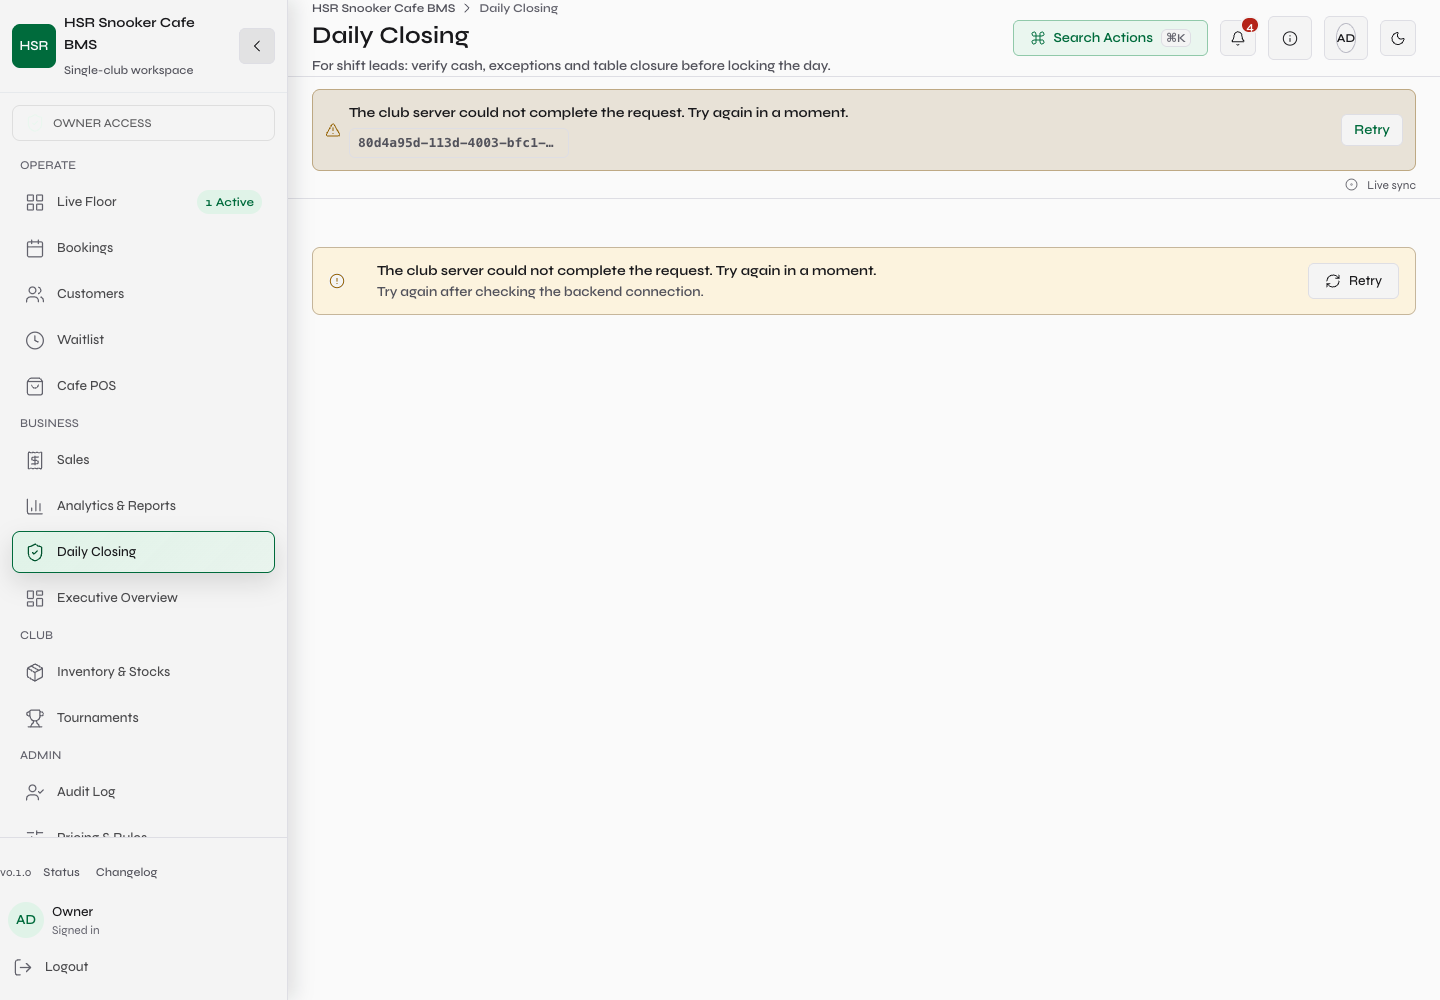 HSR
HSR Snooker Cafe
BMS
Single-club workspace
OWNER ACCESS
OPERATE
Live Floor
1 Active
Bookings
Customers
Waitlist
Cafe POS
BUSINESS
Sales
Analytics & Reports
Daily Closing
Executive Overview
CLUB
Inventory & Stocks
Tournaments
ADMIN
Audit Log
Pricing & Rules
v0.1.0 Status Changelog
AD
Owner
Signed in
Logout
HSR Snooker Cafe BMS > Daily Closing
Daily Closing
For shift leads: verify cash, exceptions and table closure before locking the day.
Search Actions ⌘K
4
AD
The club server could not complete the request. Try again in a moment.
80d4a95d-113d-4003-bfc1-…
Retry
Live sync
The club server could not complete the request. Try again in a moment.
Try again after checking the backend connection.
Retry